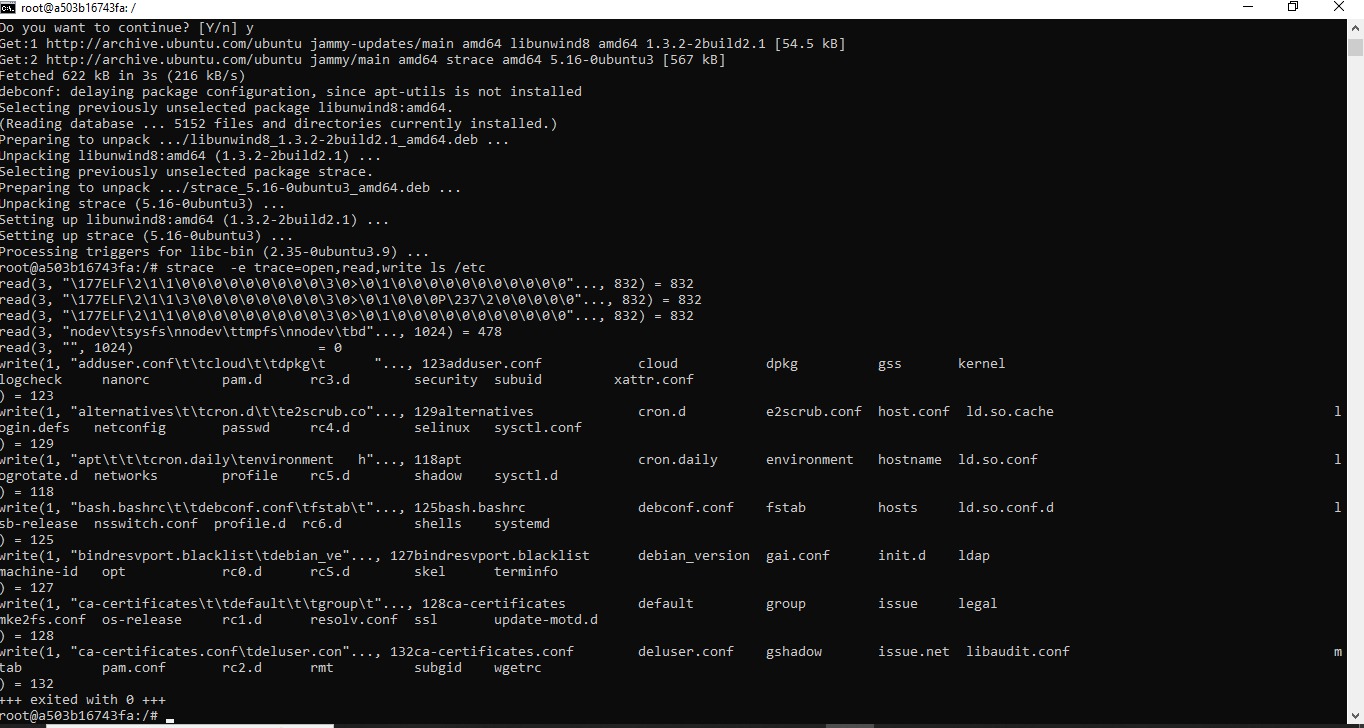 root@a503b16743fa: /
Do you want to continue? [Y/n] y
Get:1 http://archive.ubuntu.com/ubuntu jammy-updates/main amd64 libunwind8 amd64 1.3.2-2build2.1 [54.5 kB]
Get:2 http://archive.ubuntu.com/ubuntu jammy/main amd64 strace amd64 5.16-0ubuntu3 [567 kB]
Fetched 622 kB in 3s (216 kB/s)
debconf: delaying package configuration, since apt-utils is not installed
Selecting previously unselected package libunwind8:amd64.
(Reading database ... 5152 files and directories currently installed.)
Preparing to unpack .../libunwind8_1.3.2-2build2.1_amd64.deb ...
Unpacking libunwind8:amd64 (1.3.2-2build2.1) ...
Selecting previously unselected package strace.
Preparing to unpack .../strace_5.16-0ubuntu3_amd64.deb ...
Unpacking strace (5.16-0ubuntu3) ...
Setting up libunwind8:amd64 (1.3.2-2build2.1) ...
Setting up strace (5.16-0ubuntu3) ...
Processing triggers for libc-bin (2.35-0ubuntu3.9) ...
root@a503b16743fa:/# strace  -e trace=open,read,write ls /etc
read(3, "\177ELF\2\1\1\0\0\0\0\0\0\0\0\0\3\0>\0\1\0\0\0\0\0\0\0\0\0\0\0"..., 832) = 832
read(3, "\177ELF\2\1\1\3\0\0\0\0\0\0\0\0\3\0>\0\1\0\0\0P\237\2\0\0\0\0\0"..., 832) = 832
read(3, "\177ELF\2\1\1\0\0\0\0\0\0\0\0\0\3\0>\0\1\0\0\0\0\0\0\0\0\0\0\0"..., 832) = 832
read(3, "nodev\tsysfs\nnodev\ttmpfs\nnodev\tbd"..., 1024) = 478
read(3, "", 1024)                       = 0
write(1, "adduser.conf\t\tcloud\t\tdpkg\t      "..., 123adduser.conf            cloud           dpkg          gss       kernel
logcheck     nanorc         pam.d      rc3.d        security  subuid         xattr.conf
) = 123
write(1, "alternatives\t\tcron.d\t\te2scrub.co"..., 129alternatives             cron.d          e2scrub.conf  host.conf  ld.so.cache                                   l
ogin.defs   netconfig       passwd     rc4.d        selinux   sysctl.conf
) = 129
write(1, "apt\t\t\tcron.daily\tenvironment   h"..., 118apt                      cron.daily      environment   hostname  ld.so.conf                                     l
ogrotate.d  networks        profile    rc5.d        shadow    sysctl.d
) = 118
write(1, "bash.bashrc\t\tdebconf.conf\tfstab\t"..., 125bash.bashrc              debconf.conf    fstab         hosts     ld.so.conf.d                                   l
sb-release  nsswitch.conf  profile.d  rc6.d         shells    systemd
) = 125
write(1, "bindresvport.blacklist\tdebian_ve"..., 127bindresvport.blacklist      debian_version  gai.conf      init.d    ldap
machine-id   opt            rc0.d      rc5.d        skel      terminfo
) = 127
write(1, "ca-certificates\t\tdefault\t\tgroup\t"..., 128ca-certificates         default         group         issue     legal
mke2fs.conf  os-release     rc1.d      resolv.conf  ssl       update-motd.d
) = 128
write(1, "ca-certificates.conf\tdeluser.con"..., 132ca-certificates.conf        deluser.conf    gshadow       issue.net  libaudit.conf                                 m
tab          pam.conf       rc2.d      rmt          subgid    wgetrc
) = 132
+++ exited with 0 +++
root@a503b16743fa:/#